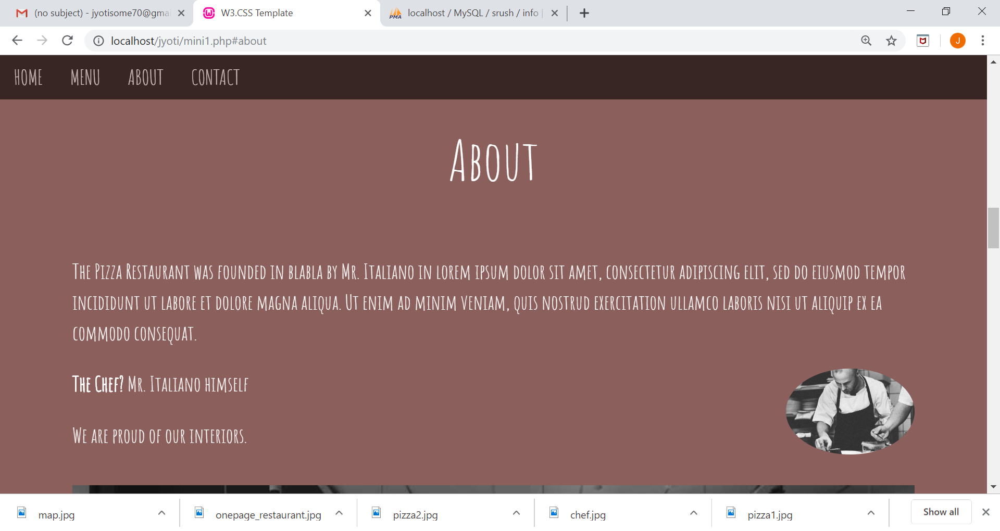 (no subject) - jyotisome70@gmai
W3.CSS Template
localhost / MySQL / srush / info |
localhost/jyoti/mini1.php#about
J
HOME MENU ABOUT CONTACT
About
The Pizza Restaurant was founded in blabla by Mr. Italiano in lorem ipsum dolor sit amet, consectetur adipiscing elit, sed do eiusmod tempor
incididunt ut labore et dolore magna aliqua. Ut enim ad minim veniam, quis nostrud exercitation ullamco laboris nisi ut aliquip ex ea
commodo consequat.
The Chef? Mr. Italiano himself
We are proud of our interiors.
map.jpg
onepage_restaurant.jpg
pizza2.jpg
chef.jpg
pizza1.jpg
Show all